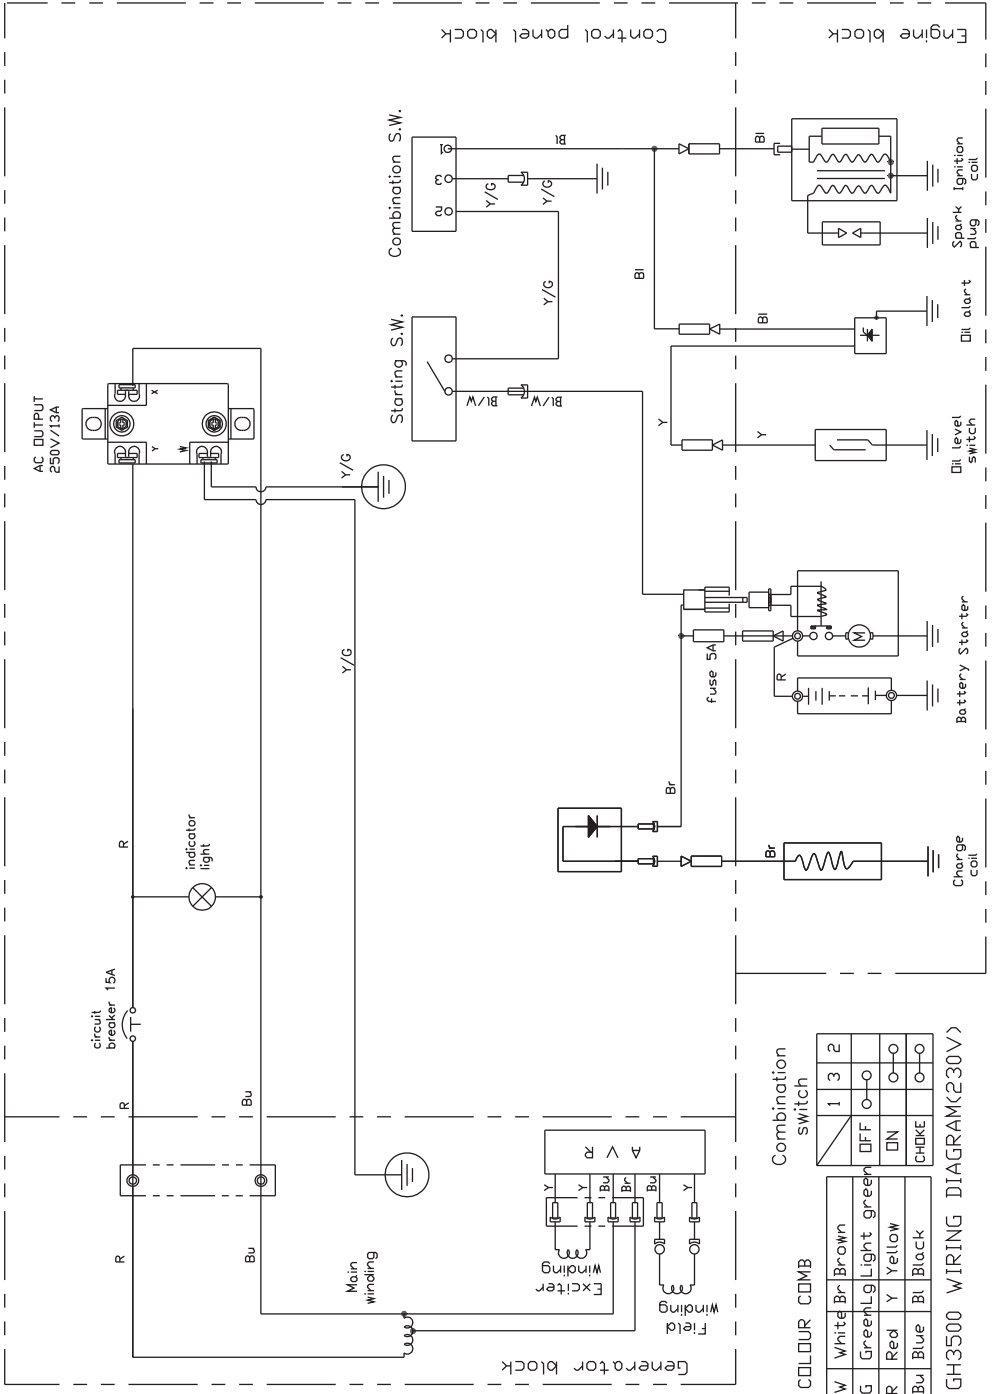 Control panel block
Engine block
Combination S.W.
1
3
2
Bl
Y/G
Y/G
Bl
Ignition
coil
Spark
plug
Y/G
Bl
Bl
Oil alart
Starting S.W.
Bl/W
Bl/W
Y
Y
Oil level
switch
AC OUTPUT
250V/13A
X
Y
W
Y/G
Y/G
fuse 5A
M
R
Battery Starter
Br
Br
Charge
coil
R
indicator
light
circuit
breaker 15A
R
Bu
R
Bu
Main
winding
A V R
Y
Y
Bu
Br
Bu
Y
Exciter
winding
Field
winding
Generator block
Combination
switch
1 3 2
OFF
ON
CHOKE
COLOUR COMB
W White Br Brown
G Green Lg Light green
R Red Y Yellow
Bu Blue Bl Black
GH3500 WIRING DIAGRAM(230V)